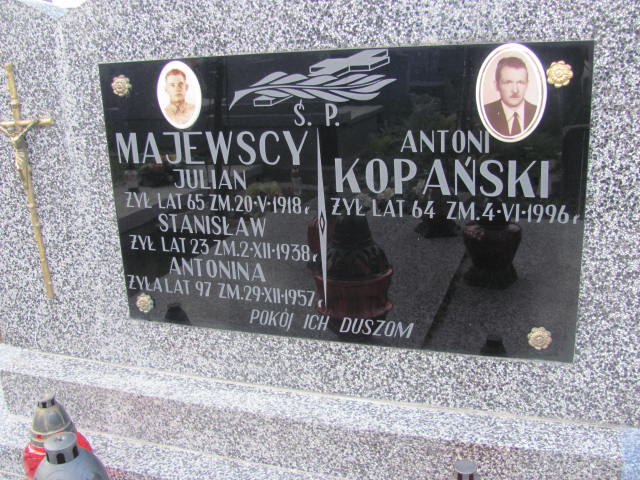 Ś. P.
MAJEWSCY
JULIAN
ŻYŁ LAT 65 ZM. 20·V·1918 r
STANISŁAW
ŻYŁ LAT 23 ZM. 2·XII·1938 r
ANTONINA
ŻYŁA LAT 97 ZM. 29·XII·1957 r
ANTONI
KOPAŃSKI
ŻYŁ LAT 64 ZM. 4·VI·1996 r
POKÓJ ICH DUSZOM